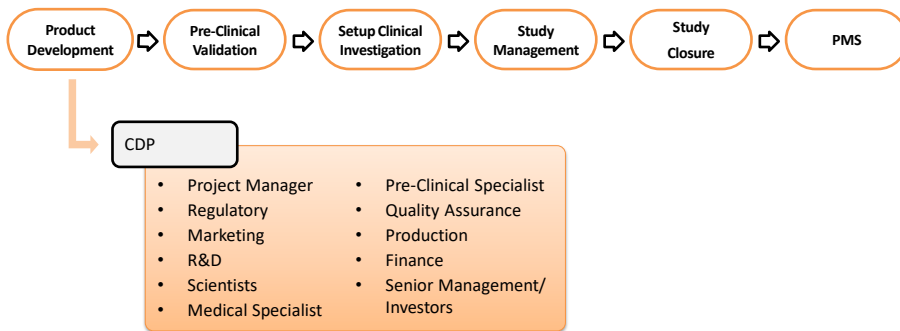 Product
Development
Pre-Clinical
Validation
Setup Clinical
Investigation
Study
Management
Study
Closure
PMS
CDP
• Project Manager
• Regulatory
• Marketing
• R&D
• Scientists
• Medical Specialist
• Pre-Clinical Specialist
• Quality Assurance
• Production
• Finance
• Senior Management/
Investors